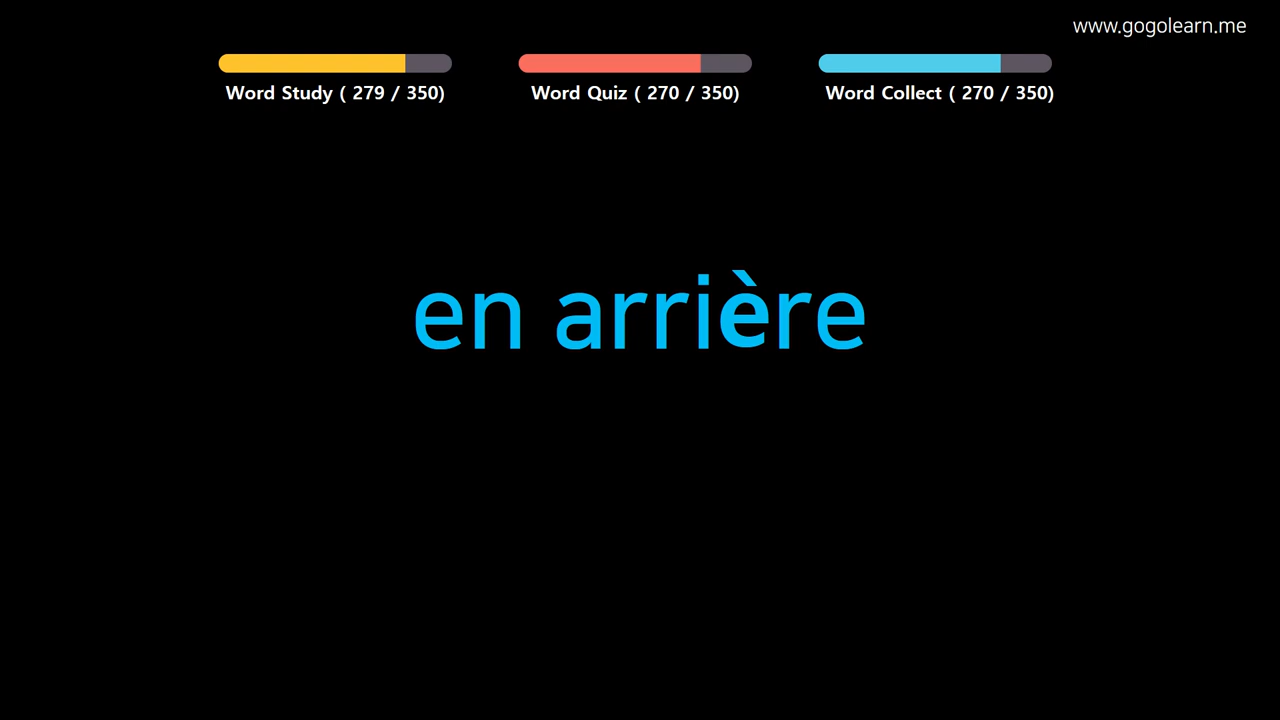 www.gogolearn.me
Word Study ( 279 / 350)
Word Quiz ( 270 / 350)
Word Collect ( 270 / 350)
en arrière